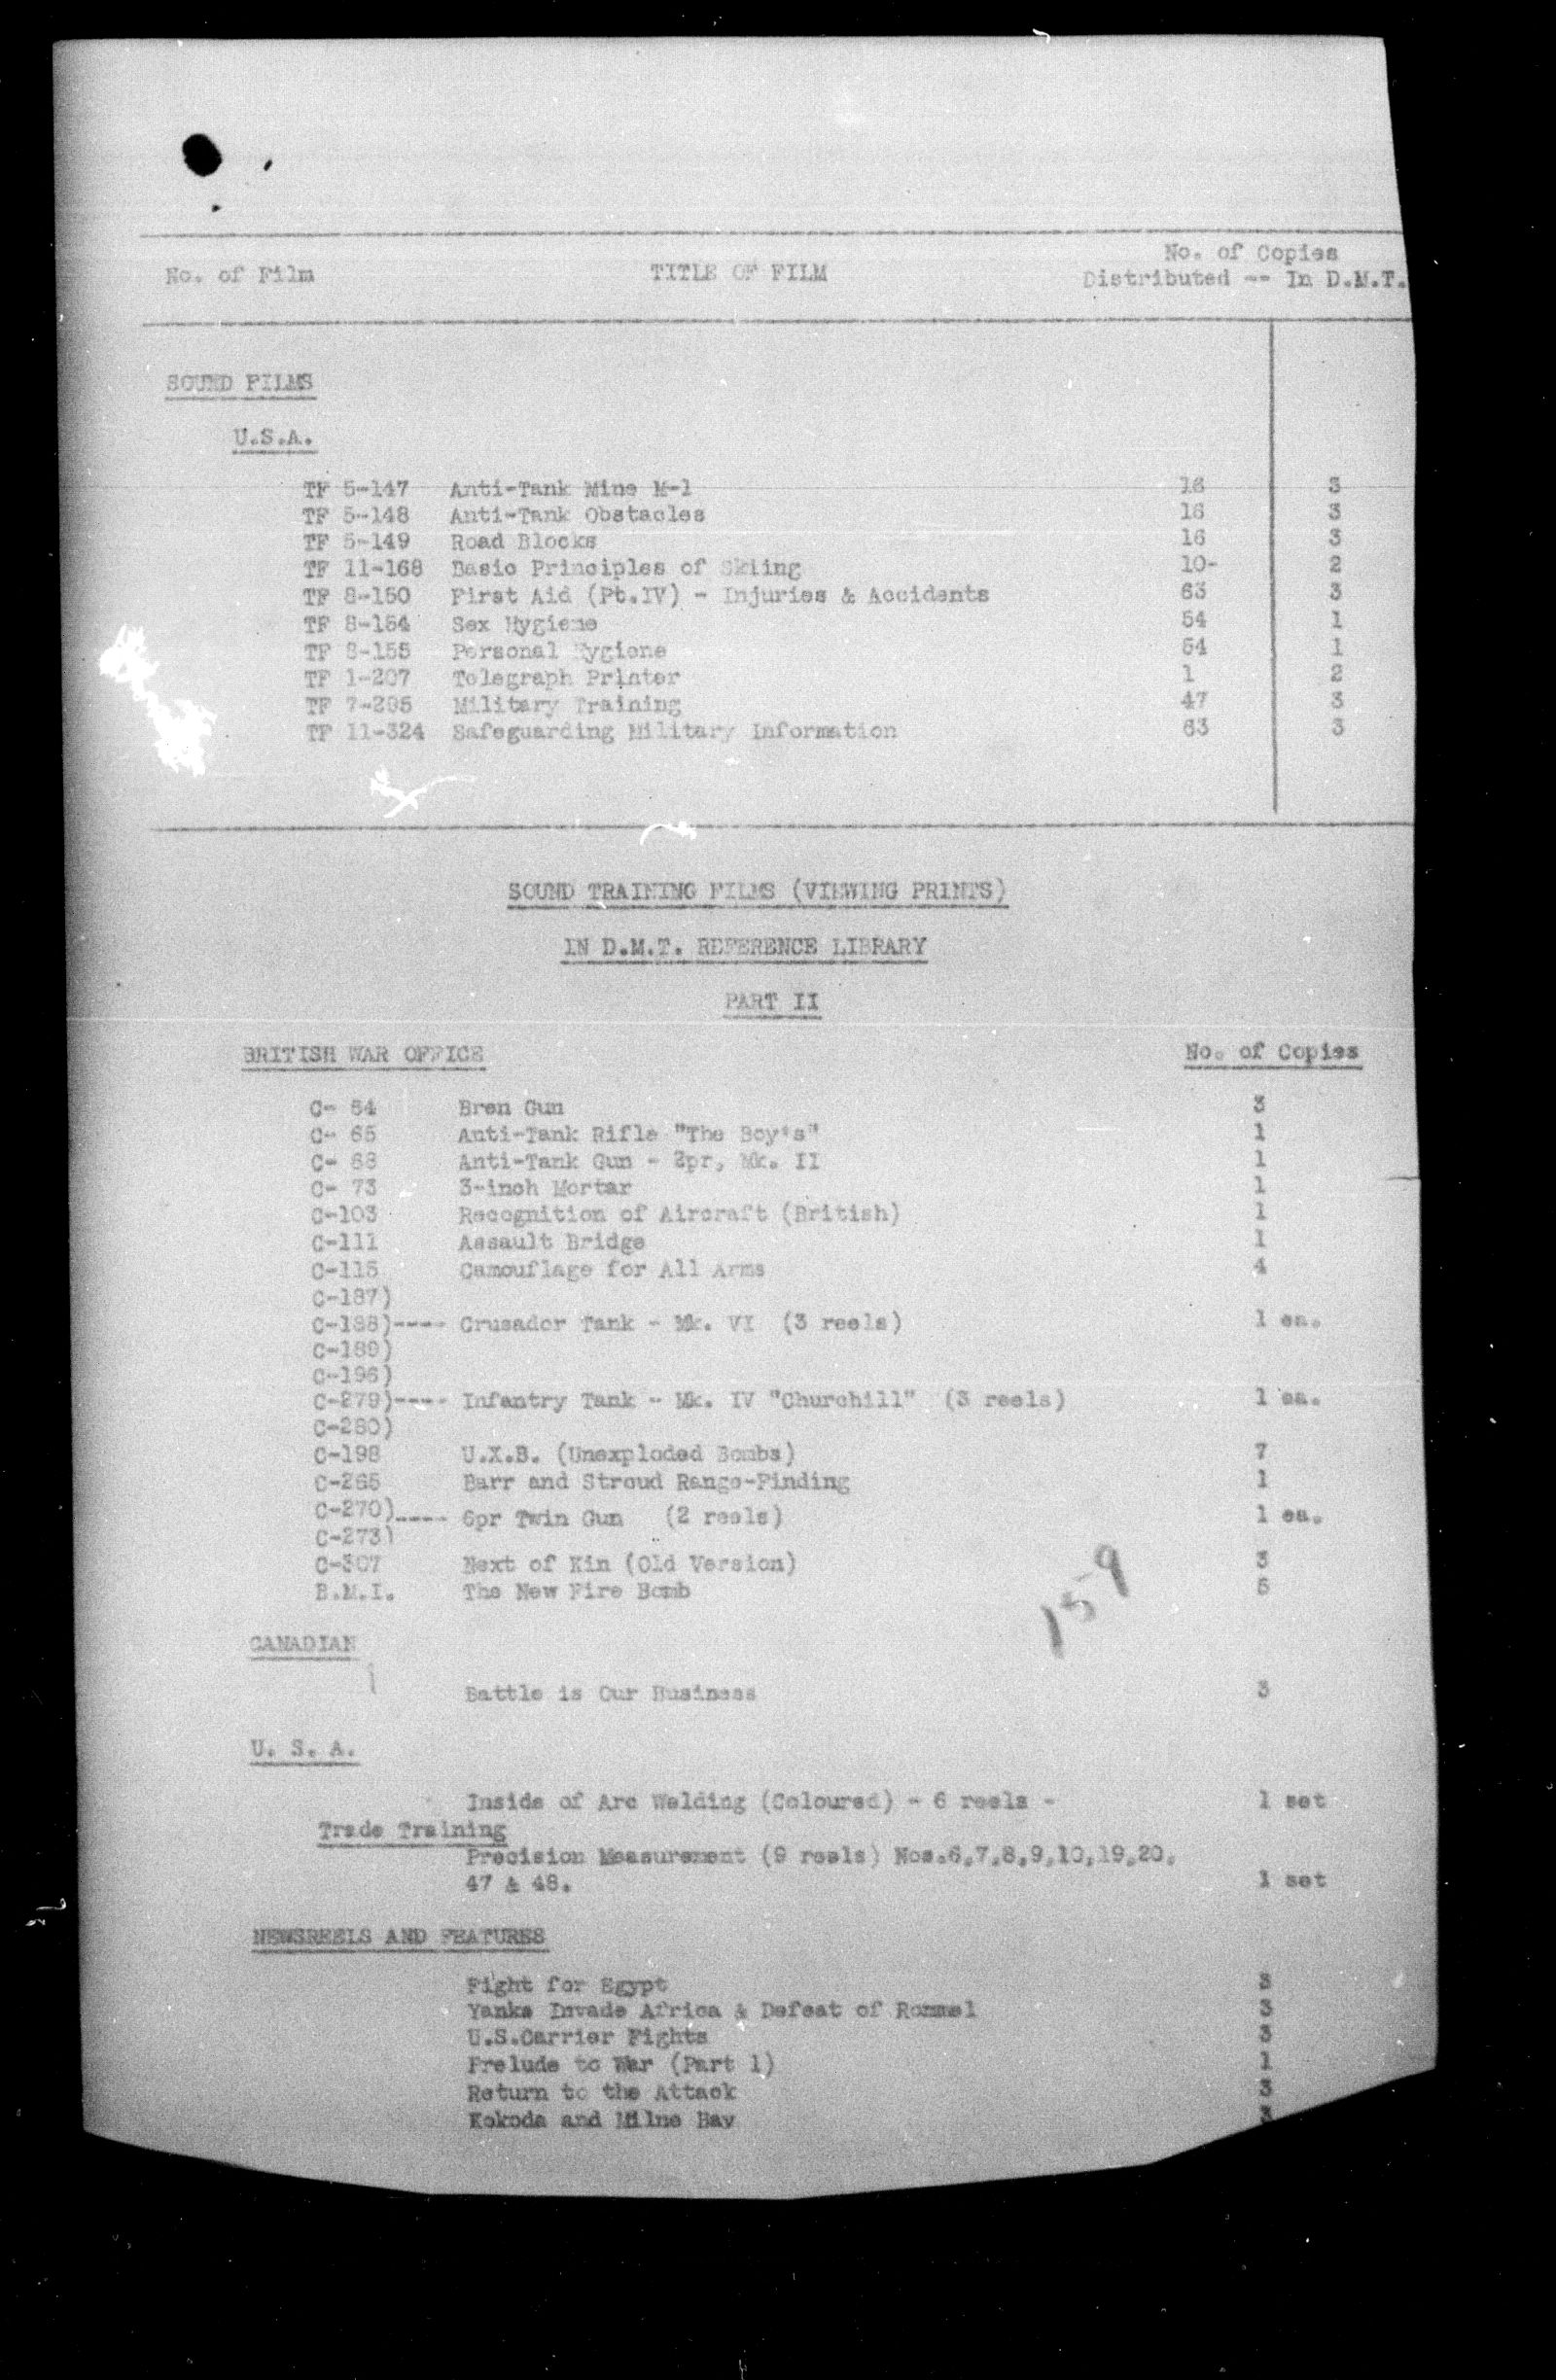 No. of Film TITLE OF FILM No. of Copies
Distributed -- In D.M.T.
SOUND FILMS
U.S.A.
TF 5-147 Anti-Tank Mine M-1 16 3
TF 5-148 Anti-Tank Obstacles 16 3
TF 5-149 Road Blocks 16 3
TF 11-168 Basic Principles of Skiing 10- 2
TF 8-150 First Aid (Pt.IV) - Injuries & Accidents 63 3
TF 8-154 Sex Hygiene 54 1
TF 8-155 Personal Hygiene 54 1
TF 1-207 Telegraph Printer 1 2
TF 7-295 Military Training 47 3
TF 11-324 Safeguarding Military Information 63 3
SOUND TRAINING FILMS (VIEWING PRINTS)
IN D.M.T. REFERENCE LIBRARY
PART II
BRITISH WAR OFFICE No. of Copies
C- 64 Bren Gun 3
C- 65 Anti-Tank Rifle "The Boy's" 1
C- 68 Anti-Tank Gun - 2pr, Mk. II 1
C- 73 3-inch Mortar 1
C-103 Recognition of Aircraft (British) 1
C-111 Assault Bridge 1
C-115 Camouflage for All Arms 4
C-187)
C-188)---- Crusader Tank - Mk. VI (3 reels) 1 ea.
C-189)
C-196)
C-279)---- Infantry Tank - Mk. IV "Churchill" (3 reels) 1 ea.
C-280)
C-198 U.X.B. (Unexploded Bombs) 7
C-265 Barr and Stroud Range-Finding 1
C-270)---- 6pr Twin Gun (2 reels) 1 ea.
C-273)
C-307 Next of Kin (Old Version) 3
B.M.I. The New Fire Bomb 5
159
CANADIAN
Battle is Our Business 3
U. S. A.
Inside of Arc Welding (Coloured) - 6 reels - 1 set
Trade Training
Precision Measurement (9 reels) Nos.6,7,8,9,10,19,20,
47 & 48. 1 set
NEWSREELS AND FEATURES
Fight for Egypt 3
Yanks Invade Africa & Defeat of Rommel 3
U.S.Carrier Fights 3
Prelude to War (Part 1) 1
Return to the Attack 3
Kokoda and Milne Bay 3